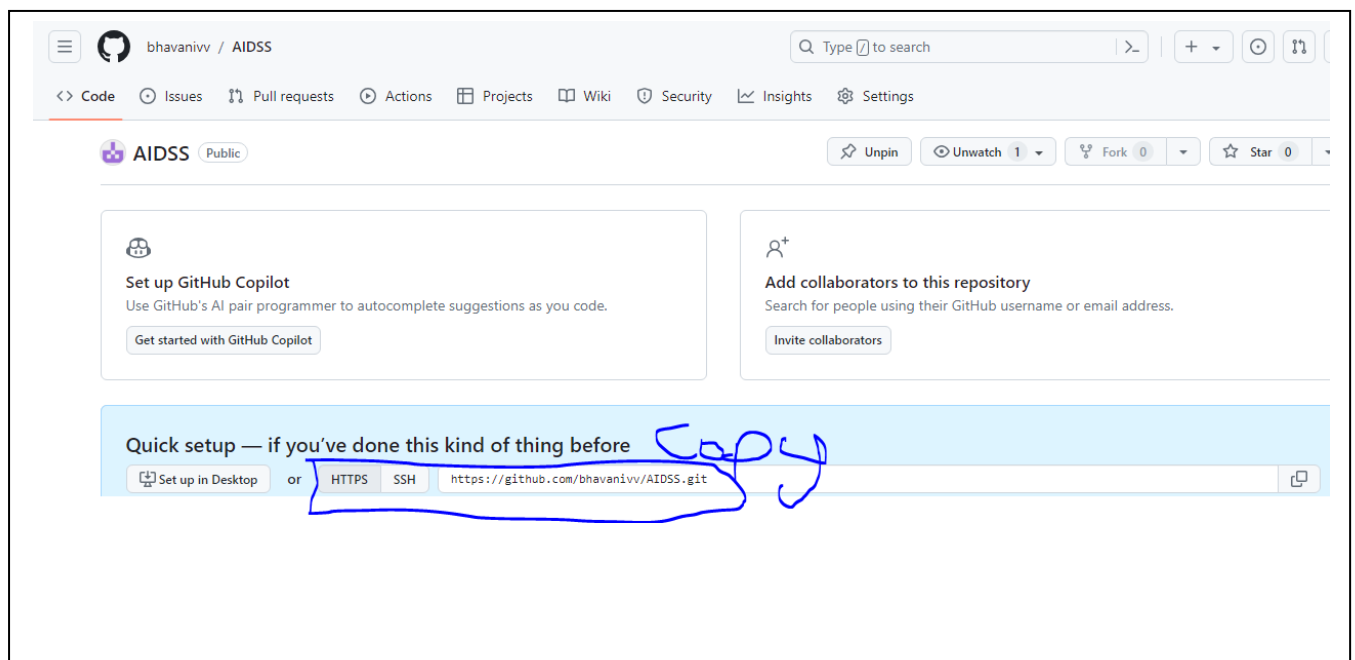 bhavanivv / AIDSS
Type / to search
Code Issues Pull requests Actions Projects Wiki Security Insights Settings
AIDSS Public
Unpin Unwatch 1 Fork 0 Star 0
Set up GitHub Copilot
Use GitHub's AI pair programmer to autocomplete suggestions as you code.
Get started with GitHub Copilot
Add collaborators to this repository
Search for people using their GitHub username or email address.
Invite collaborators
Quick setup — if you've done this kind of thing before
Copy
Set up in Desktop or HTTPS SSH https://github.com/bhavanivv/AIDSS.git